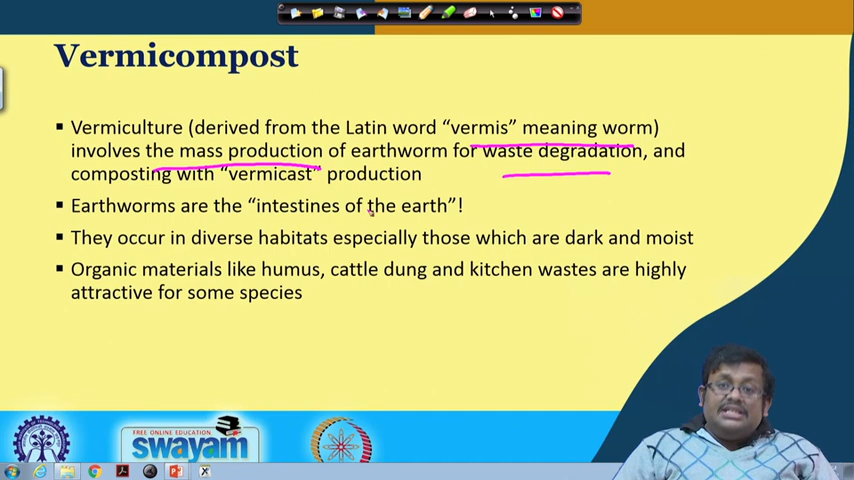 Vermicompost
▪ Vermiculture (derived from the Latin word “vermis” meaning worm)
involves the mass production of earthworm for waste degradation, and
composting with “vermicast” production
▪ Earthworms are the “intestines of the earth”!
▪ They occur in diverse habitats especially those which are dark and moist
▪ Organic materials like humus, cattle dung and kitchen wastes are highly
attractive for some species
FREE ONLINE EDUCATION
swayam